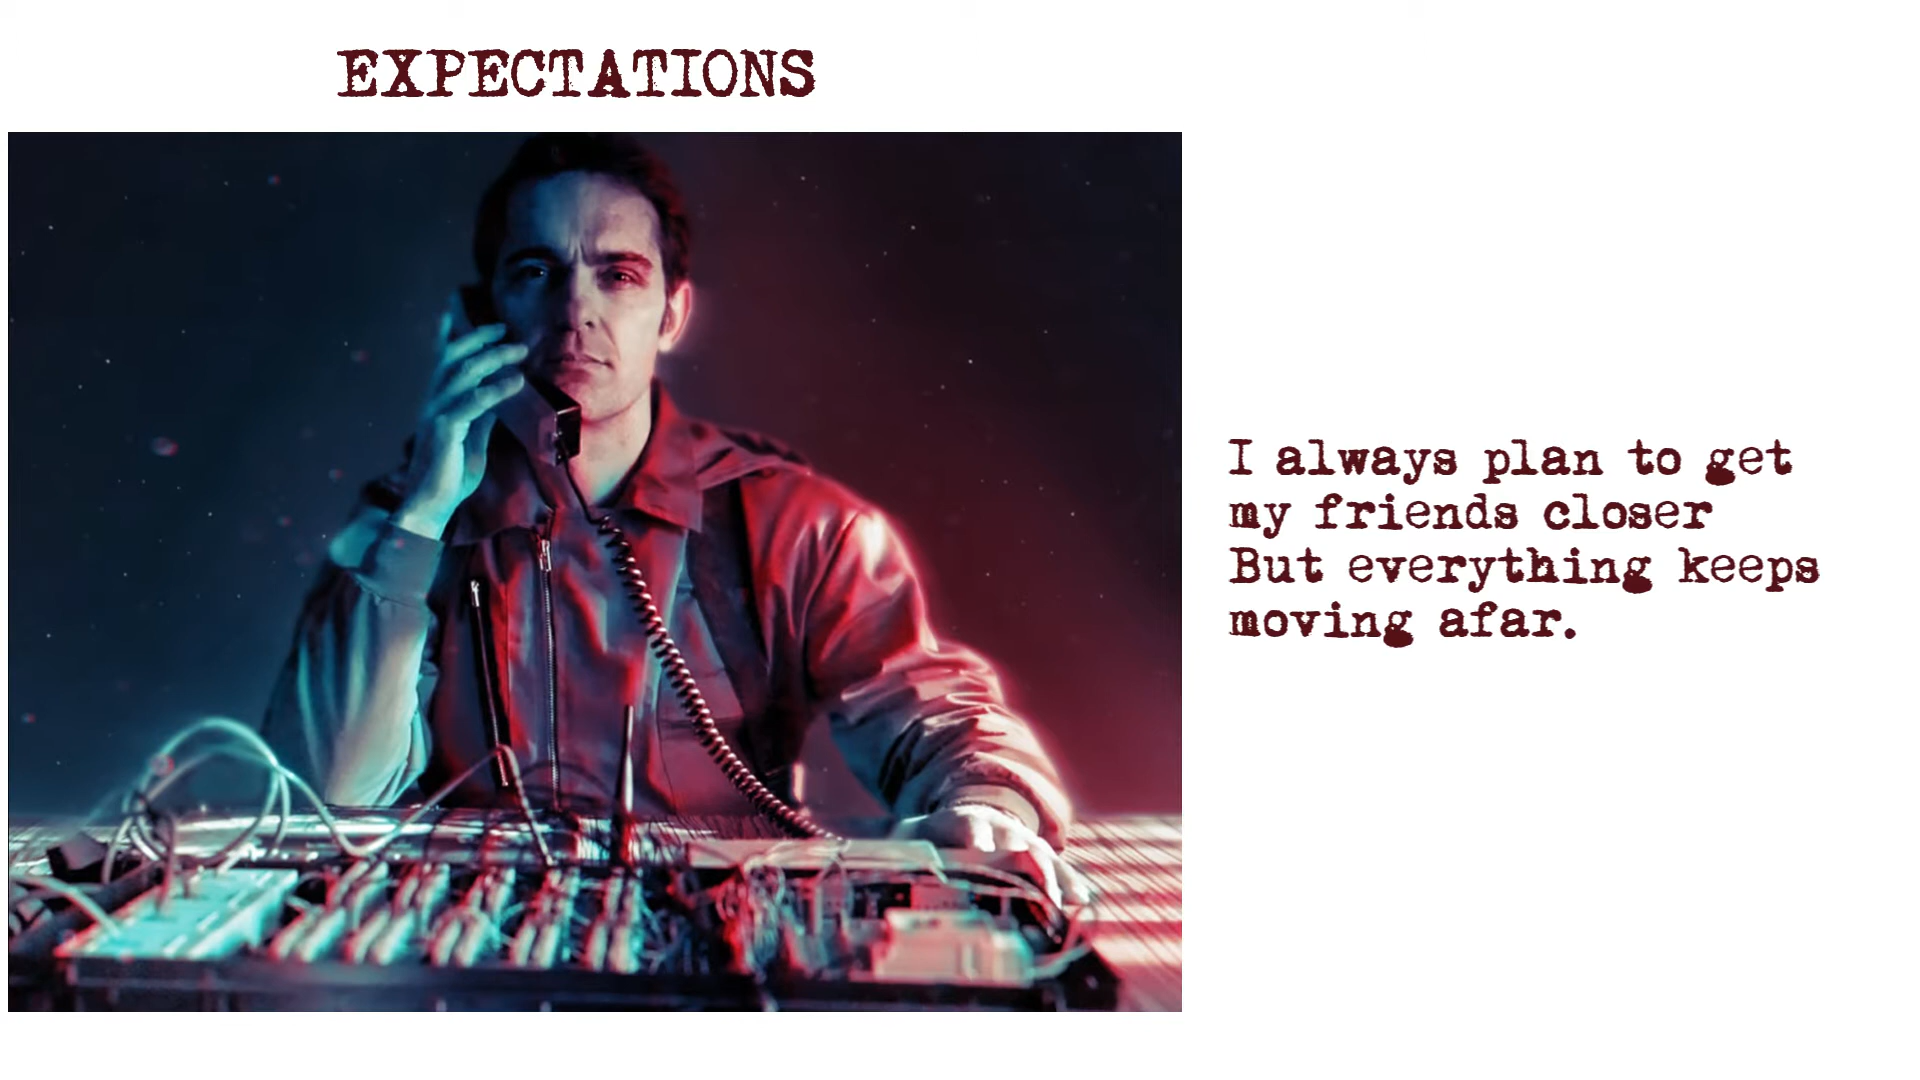 EXPECTATIONS
I always plan to get
my friends closer
But everything keeps
moving afar.